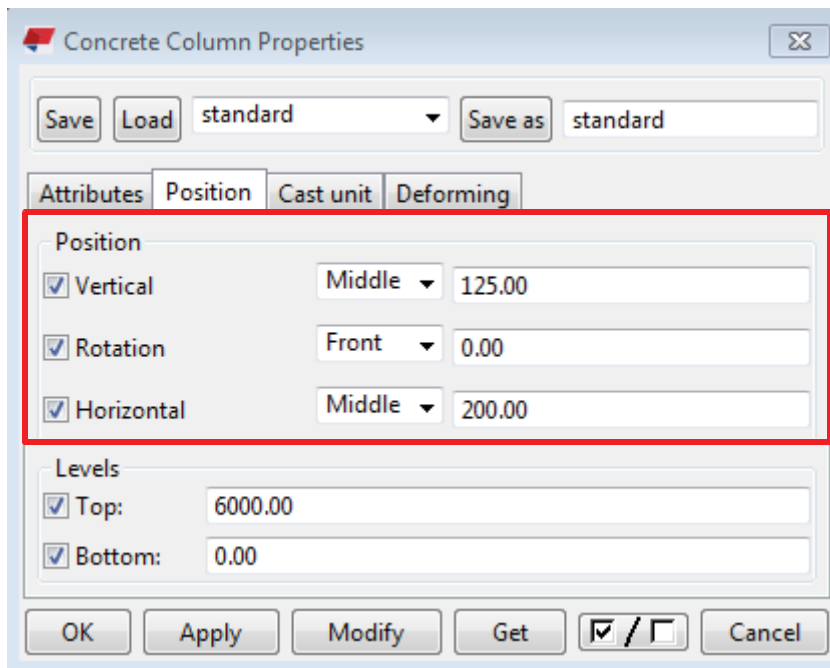 Concrete Column Properties
Save Load standard Save as standard
Attributes Position Cast unit Deforming
Position
Vertical Middle 125.00
Rotation Front 0.00
Horizontal Middle 200.00
Levels
Top: 6000.00
Bottom: 0.00
OK Apply Modify Get / Cancel